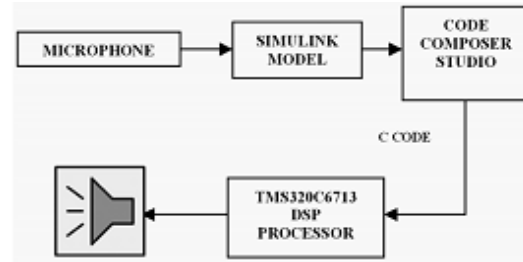 MICROPHONE
SIMULINK
MODEL
CODE
COMPOSER
STUDIO
C CODE
TMS320C6713
DSP
PROCESSOR